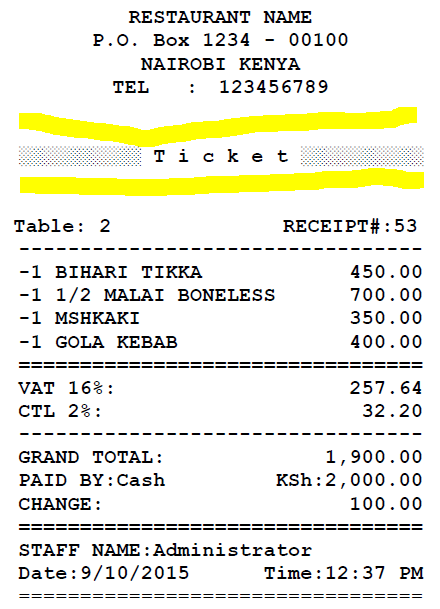 RESTAURANT NAME
P.O. Box 1234 - 00100
NAIROBI KENYA
TEL : 123456789
T i c k e t
Table: 2 RECEIPT#:53
---------------------------------
-1 BIHARI TIKKA 450.00
-1 1/2 MALAI BONELESS 700.00
-1 MSHKAKI 350.00
-1 GOLA KEBAB 400.00
=================================
VAT 16%: 257.64
CTL 2%: 32.20
---------------------------------
GRAND TOTAL: 1,900.00
PAID BY:Cash KSh:2,000.00
CHANGE: 100.00
=================================
STAFF NAME:Administrator
Date:9/10/2015 Time:12:37 PM
=================================